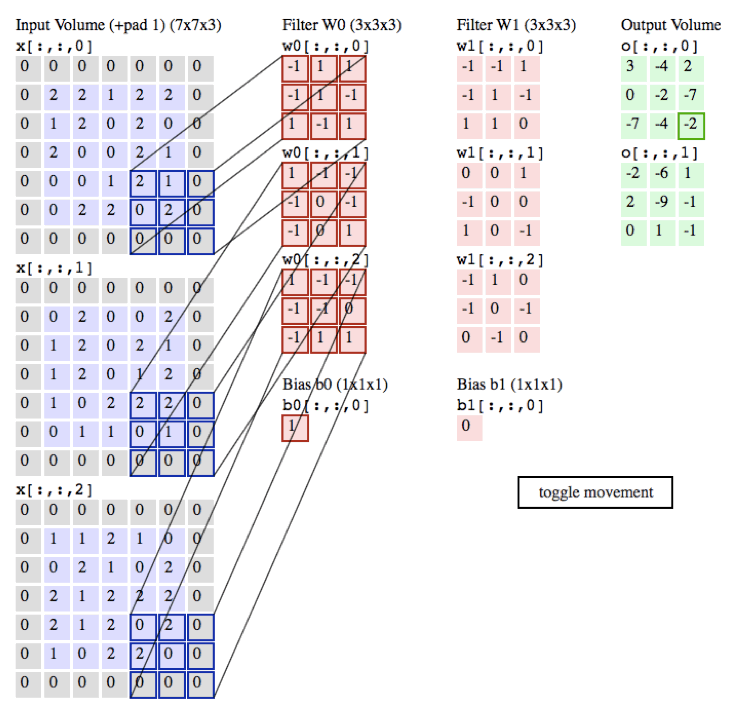 Input Volume (+pad 1) (7x7x3)
x[:,:,0]
0 0 0 0 0 0 0
0 2 2 1 2 2 0
0 1 2 0 2 0 0
0 2 0 0 2 1 0
0 0 0 1 2 1 0
0 0 2 2 0 2 0
0 0 0 0 0 0 0
x[:,:,1]
0 0 0 0 0 0 0
0 0 2 0 0 2 0
0 1 2 0 2 1 0
0 1 2 0 1 2 0
0 1 0 2 2 2 0
0 0 1 1 0 1 0
0 0 0 0 0 0 0
x[:,:,2]
0 0 0 0 0 0 0
0 1 1 2 1 0 0
0 0 2 1 0 2 0
0 2 1 2 2 2 0
0 2 1 2 0 2 0
0 1 0 2 2 0 0
0 0 0 0 0 0 0
Filter W0 (3x3x3)
w0[:,:,0]
-1 1 1
-1 1 -1
1 -1 1
w0[:,:,1]
1 -1 -1
-1 0 -1
-1 0 1
w0[:,:,2]
1 -1 -1
-1 -1 0
-1 1 1
Bias b0 (1x1x1)
b0[:,:,0]
1
Filter W1 (3x3x3)
w1[:,:,0]
-1 -1 1
-1 1 -1
1 1 0
w1[:,:,1]
0 0 1
-1 0 0
1 0 -1
w1[:,:,2]
-1 1 0
-1 0 -1
0 -1 0
Bias b1 (1x1x1)
b1[:,:,0]
0
Output Volume
o[:,:,0]
3 -4 2
0 -2 -7
-7 -4 -2
o[:,:,1]
-2 -6 1
2 -9 -1
0 1 -1
toggle movement